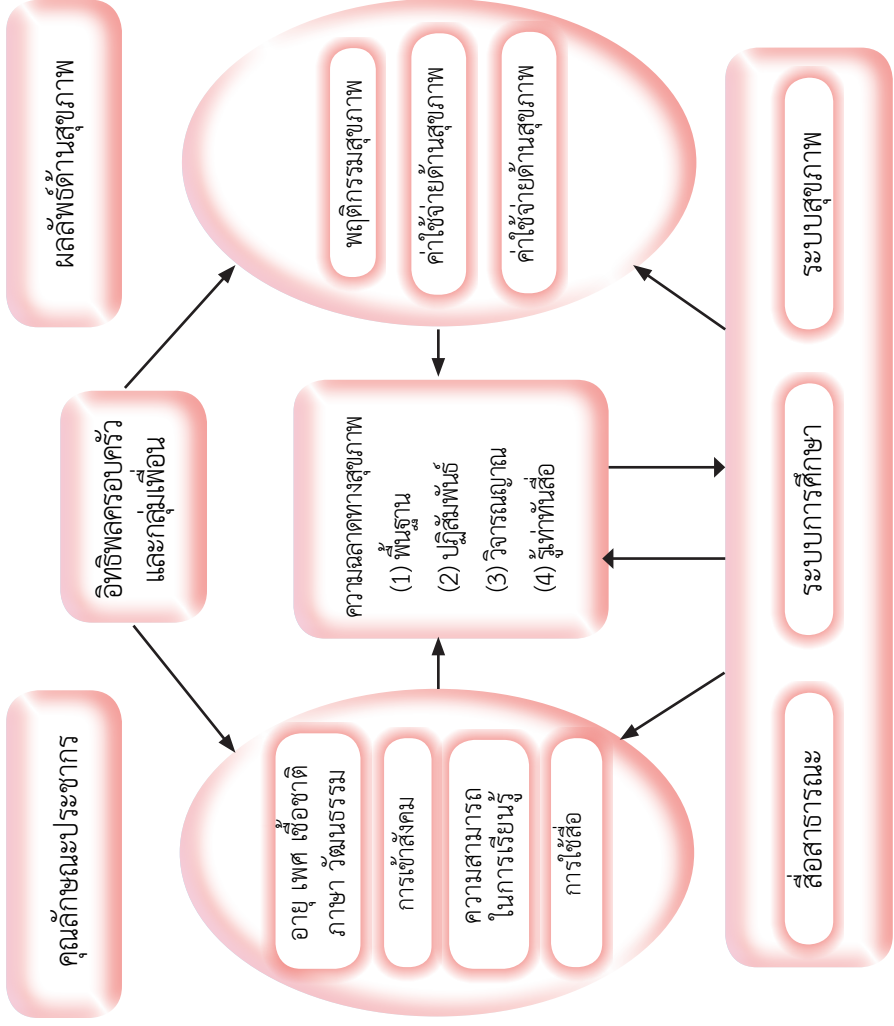 คุณลักษณะประชากร
อิทธิพลครอบครัว
และกลุ่มเพื่อน
ผลลัพธ์ด้านสุขภาพ
อายุ เพศ เชื้อชาติ
ภาษา วัฒนธรรม
การเข้าสังคม
ความสามารถ
ในการเรียนรู้
การใช้สื่อ
ความฉลาดทางสุขภาพ
(1) พื้นฐาน
(2) ปฏิสัมพันธ์
(3) วิจารณญาณ
(4) รู้เท่าทันสื่อ
พฤติกรรมสุขภาพ
ค่าใช้จ่ายด้านสุขภาพ
ค่าใช้จ่ายด้านสุขภาพ
สื่อสาธารณะ
ระบบการศึกษา
ระบบสุขภาพ